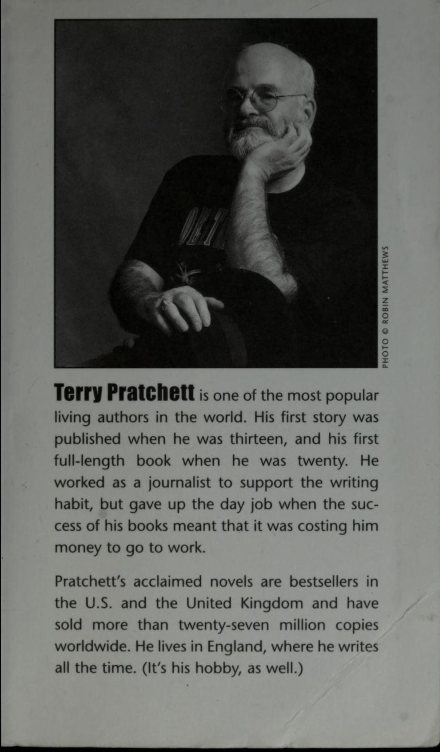 PHOTO © ROBIN MATTHEWS
Terry Pratchett is one of the most popular
living authors in the world. His first story was
published when he was thirteen, and his first
full-length book when he was twenty. He
worked as a journalist to support the writing
habit, but gave up the day job when the suc-
cess of his books meant that it was costing him
money to go to work.
Pratchett's acclaimed novels are bestsellers in
the U.S. and the United Kingdom and have
sold more than twenty-seven million copies
worldwide. He lives in England, where he writes
all the time. (It's his hobby, as well.)